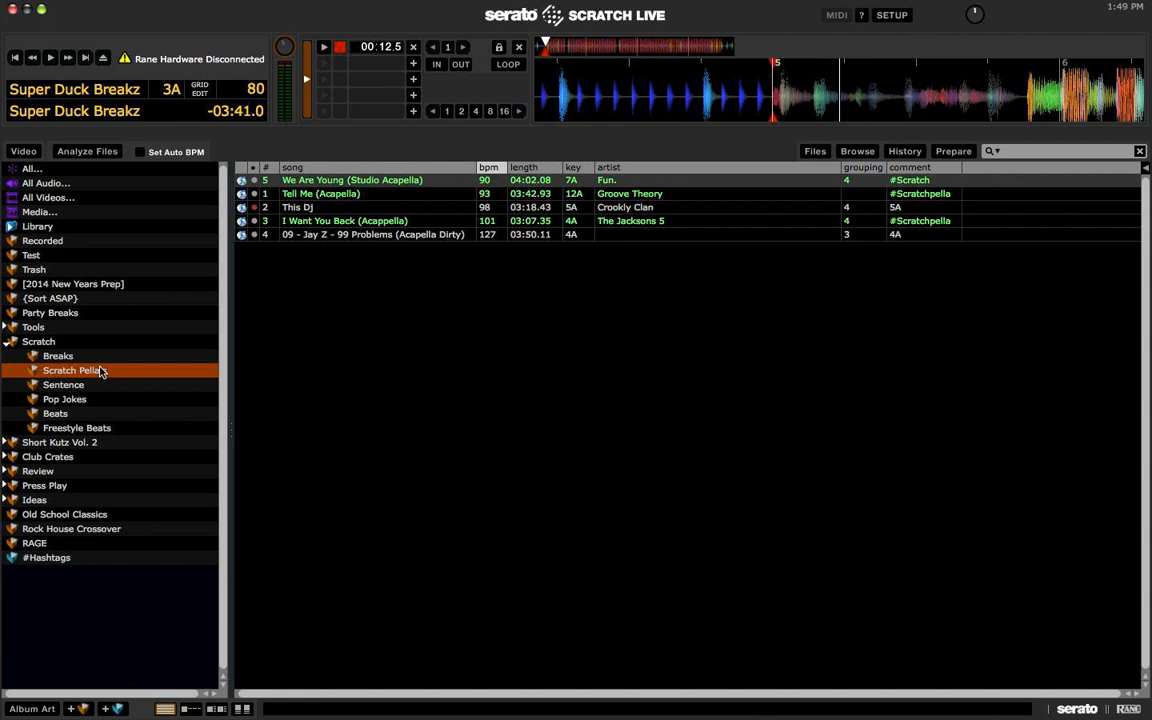 1:49 PM
serato SCRATCH LIVE
MIDI ? SETUP
Rane Hardware Disconnected
Super Duck Breakz 3A GRID EDIT 80
Super Duck Breakz -03:41.0
00:12.5
1
IN OUT LOOP
1 2 4 8 16
5 6
Video Analyze Files Set Auto BPM
Files Browse History Prepare
# song bpm length key artist grouping comment
5 We Are Young (Studio Acapella) 90 04:02.08 7A Fun. 4 #Scratch
1 Tell Me (Acapella) 93 03:42.93 12A Groove Theory #Scratchpella
2 This Dj 98 03:18.43 5A Crookly Clan 4 5A
3 I Want You Back (Acappella) 101 03:07.35 4A The Jacksons 5 4 #Scratchpella
4 09 - Jay Z - 99 Problems (Acapella Dirty) 127 03:50.11 4A 3 4A
All...
All Audio...
All Videos...
Media...
Library
Recorded
Test
Trash
[2014 New Years Prep]
{Sort ASAP}
Party Breaks
Tools
Scratch
Breaks
Scratch Pella
Sentence
Pop Jokes
Beats
Freestyle Beats
Short Kutz Vol. 2
Club Crates
Review
Press Play
Ideas
Old School Classics
Rock House Crossover
RAGE
#Hashtags
Album Art
serato RANE